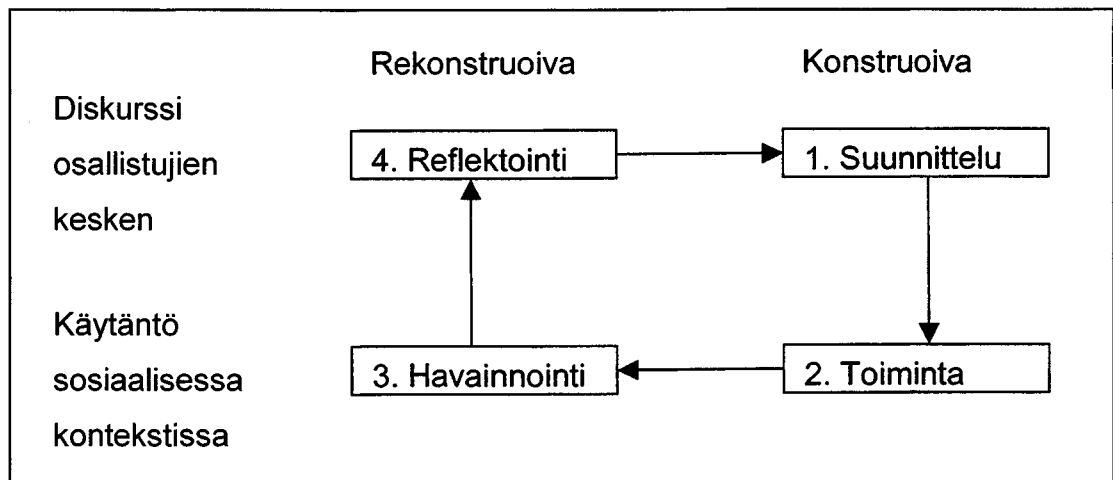 Rekonstruoiva
Konstruoiva
Diskurssi
osallistujien
kesken
4. Reflektointi
1. Suunnittelu
Käytäntö
sosiaalisessa
kontekstissa
3. Havainnointi
2. Toiminta